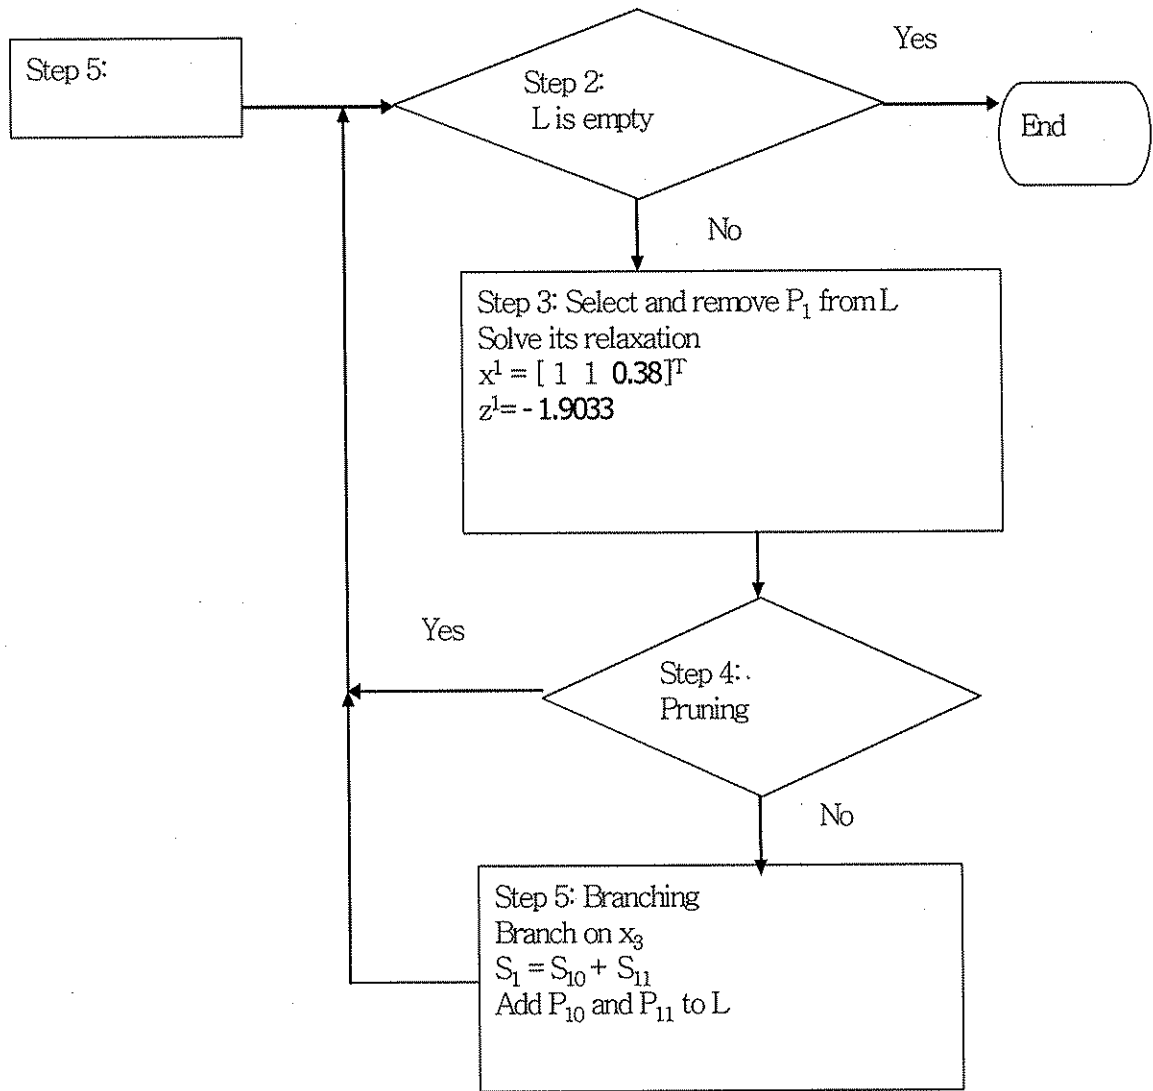 Step 5:
Step 2:
L is empty
Yes
End
No
Step 3: Select and remove P₁ from L
Solve its relaxation
x¹ = [ 1 1 0.38]ᵀ
z¹= - 1.9033
Yes
Step 4:.
Pruning
No
Step 5: Branching
Branch on x₃
S₁ = S₁₀ + S₁₁
Add P₁₀ and P₁₁ to L